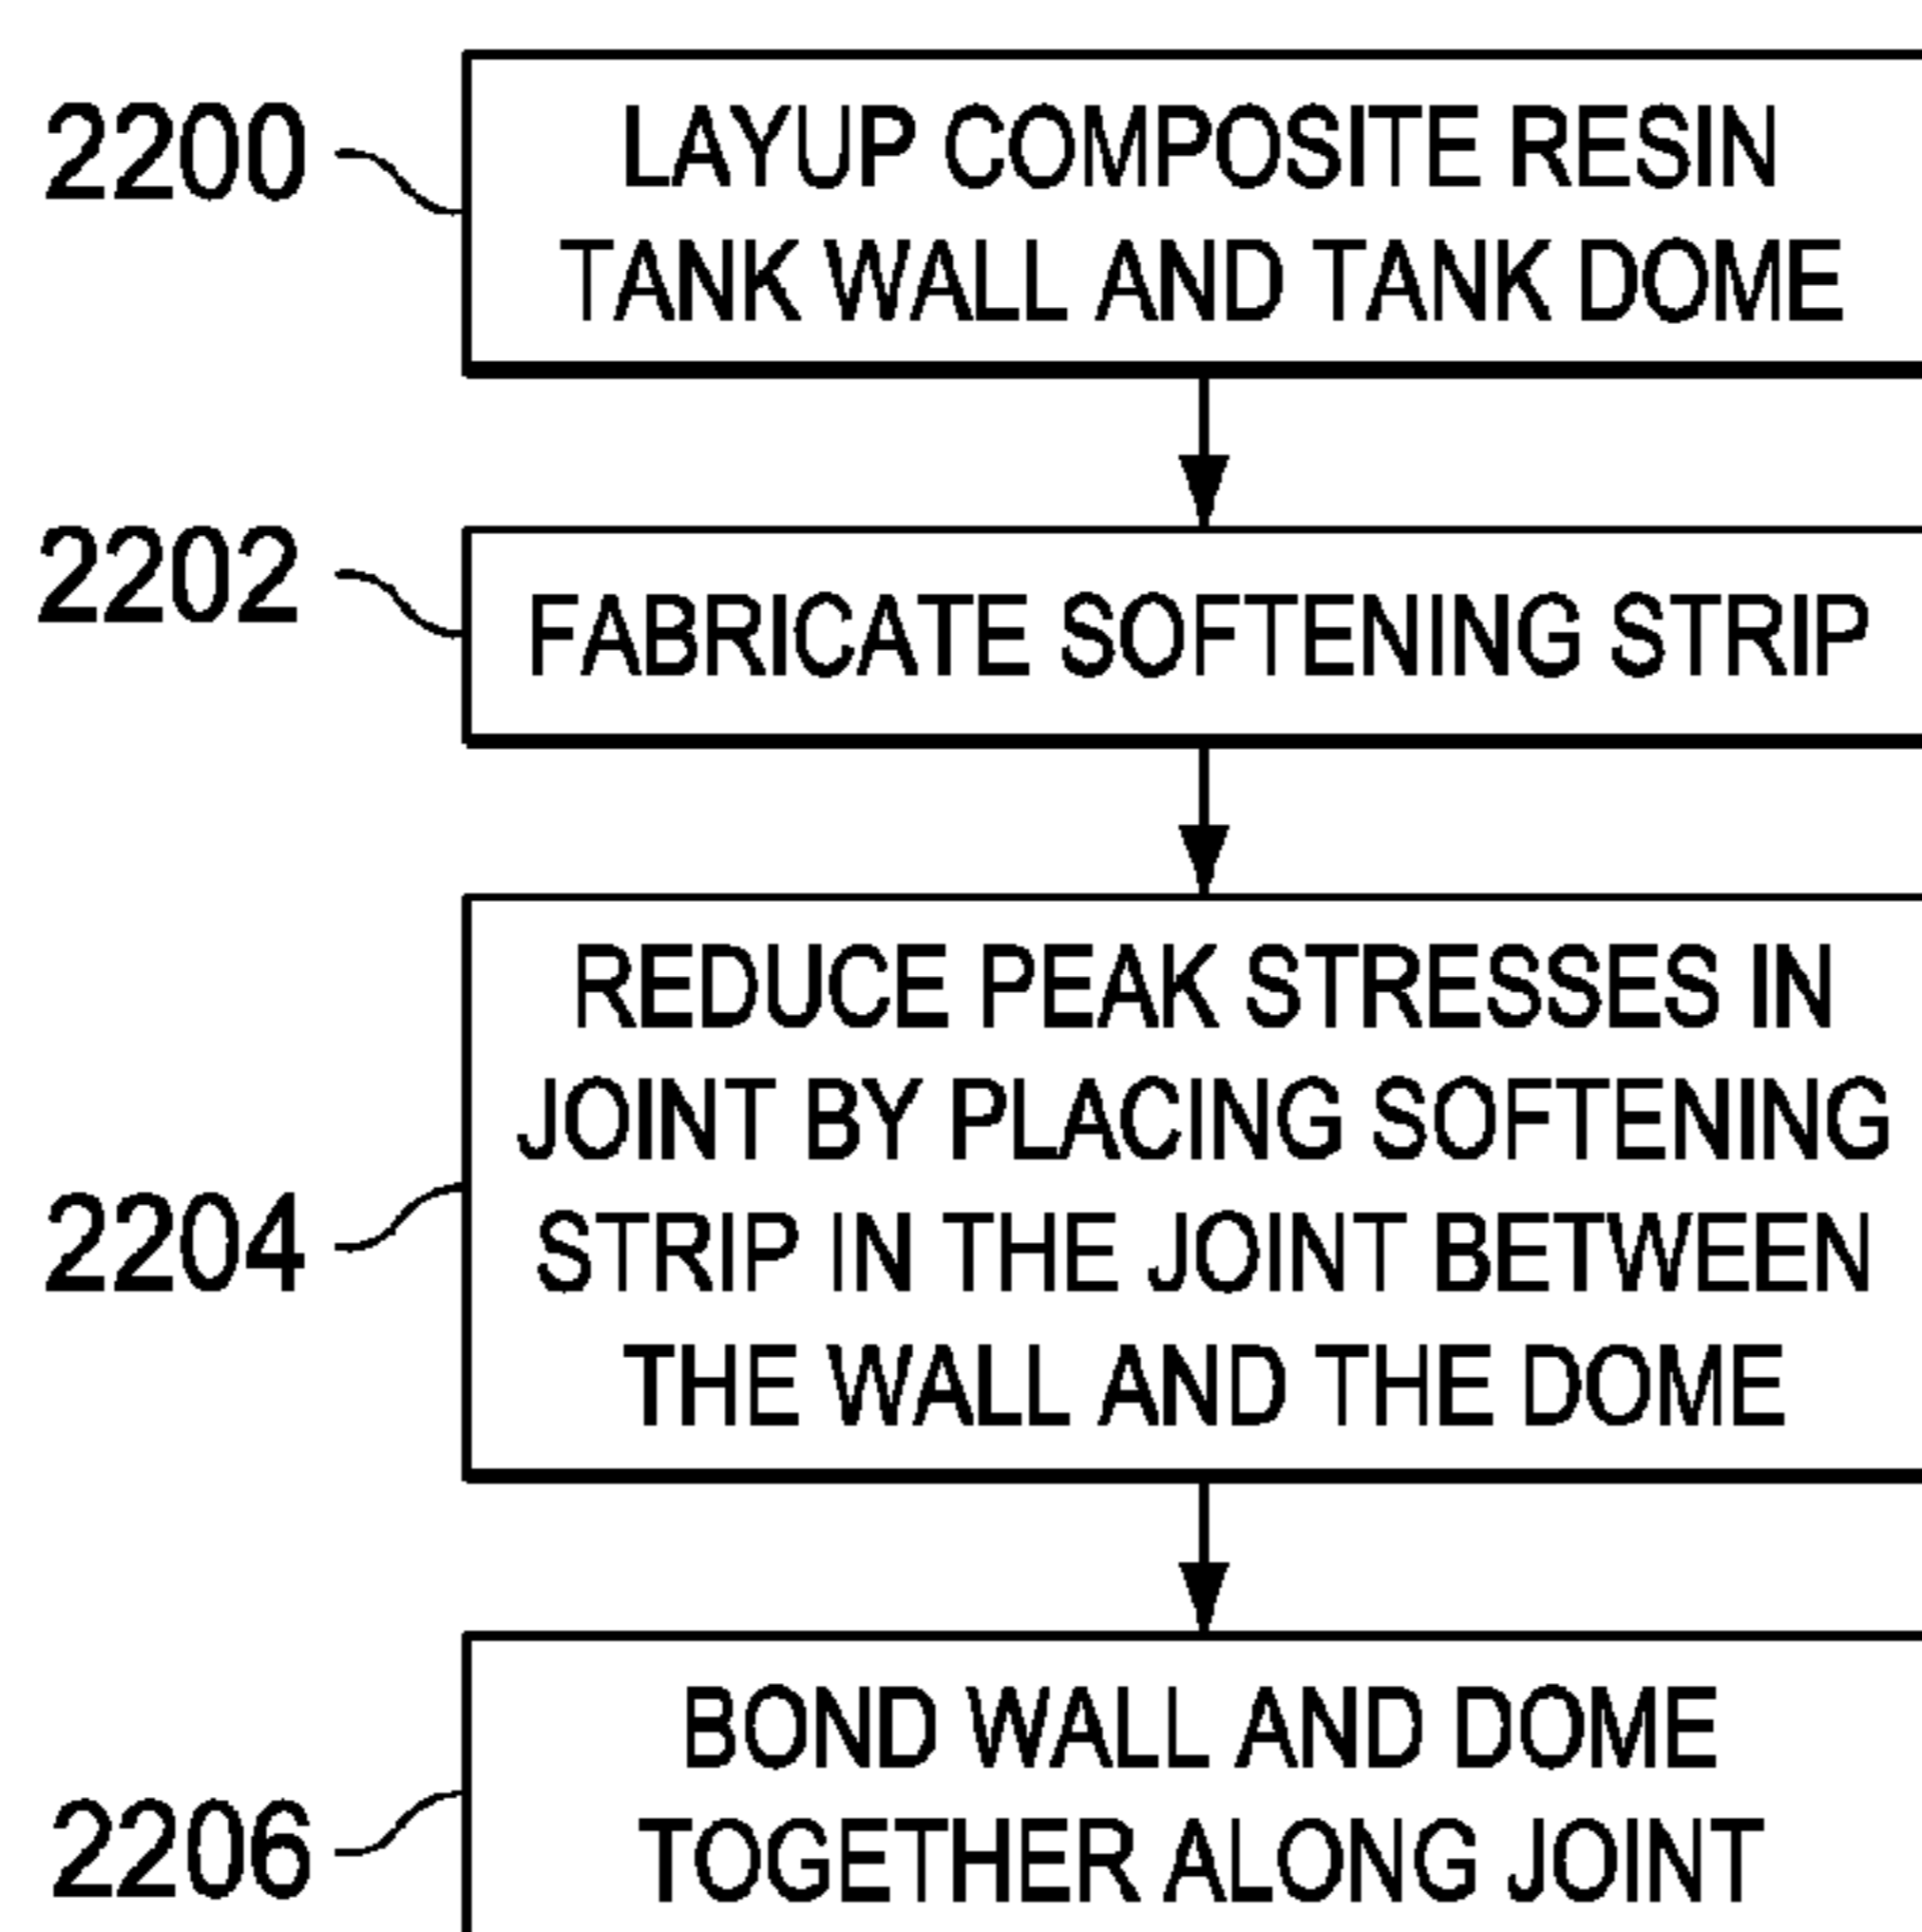 2200
LAYUP COMPOSITE RESIN
TANK WALL AND TANK DOME
2202
FABRICATE SOFTENING STRIP
2204
REDUCE PEAK STRESSES IN
JOINT BY PLACING SOFTENING
STRIP IN THE JOINT BETWEEN
THE WALL AND THE DOME
2206
BOND WALL AND DOME
TOGETHER ALONG JOINT